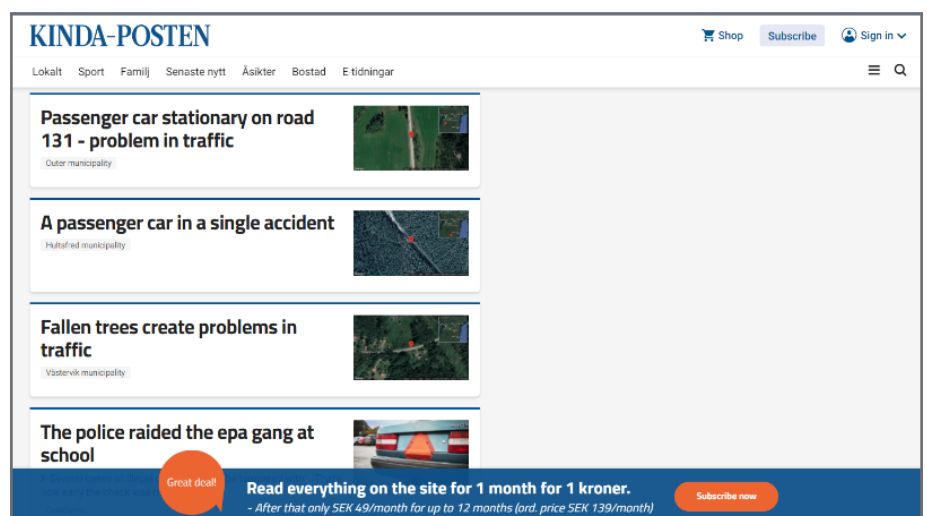 KINDA-POSTEN
Shop
Subscribe
Sign in
Lokalt Sport Familj Senaste nytt Åsikter Bostad E-tidningar
Passenger car stationary on road
131 - problem in traffic
Outer municipality
A passenger car in a single accident
Hultsfred municipality
Fallen trees create problems in
traffic
Västervik municipality
The police raided the epa gang at
school
Great deal!
Read everything on the site for 1 month for 1 kroner.
- After that only SEK 49/month for up to 12 months (ord. price SEK 139/month)
Subscribe now